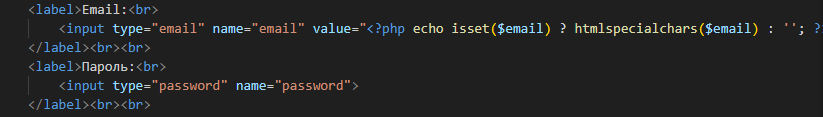 <label>Email:<br>
<input type="email" name="email" value="<?php echo isset($email) ? htmlspecialchars($email) : ''; ?
</label><br><br>
<label>Пароль:<br>
<input type="password" name="password">
</label><br><br>